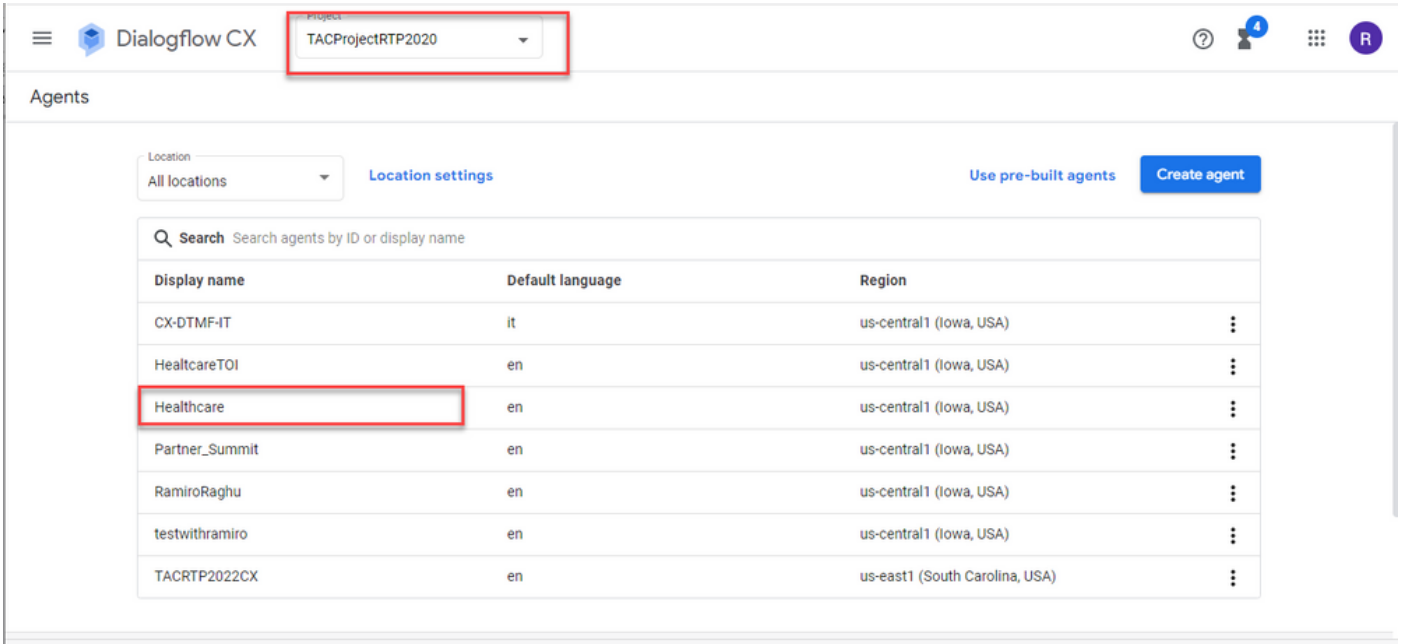 Project
Dialogflow CX
TACProjectRTP2020
4
R
Agents
Location
All locations
Location settings
Use pre-built agents
Create agent
Search Search agents by ID or display name
Display name Default language Region
CX-DTMF-IT it us-central1 (Iowa, USA)
HealtcareTOI en us-central1 (Iowa, USA)
Healthcare en us-central1 (Iowa, USA)
Partner_Summit en us-central1 (Iowa, USA)
RamiroRaghu en us-central1 (Iowa, USA)
testwithramiro en us-central1 (Iowa, USA)
TACRTP2022CX en us-east1 (South Carolina, USA)